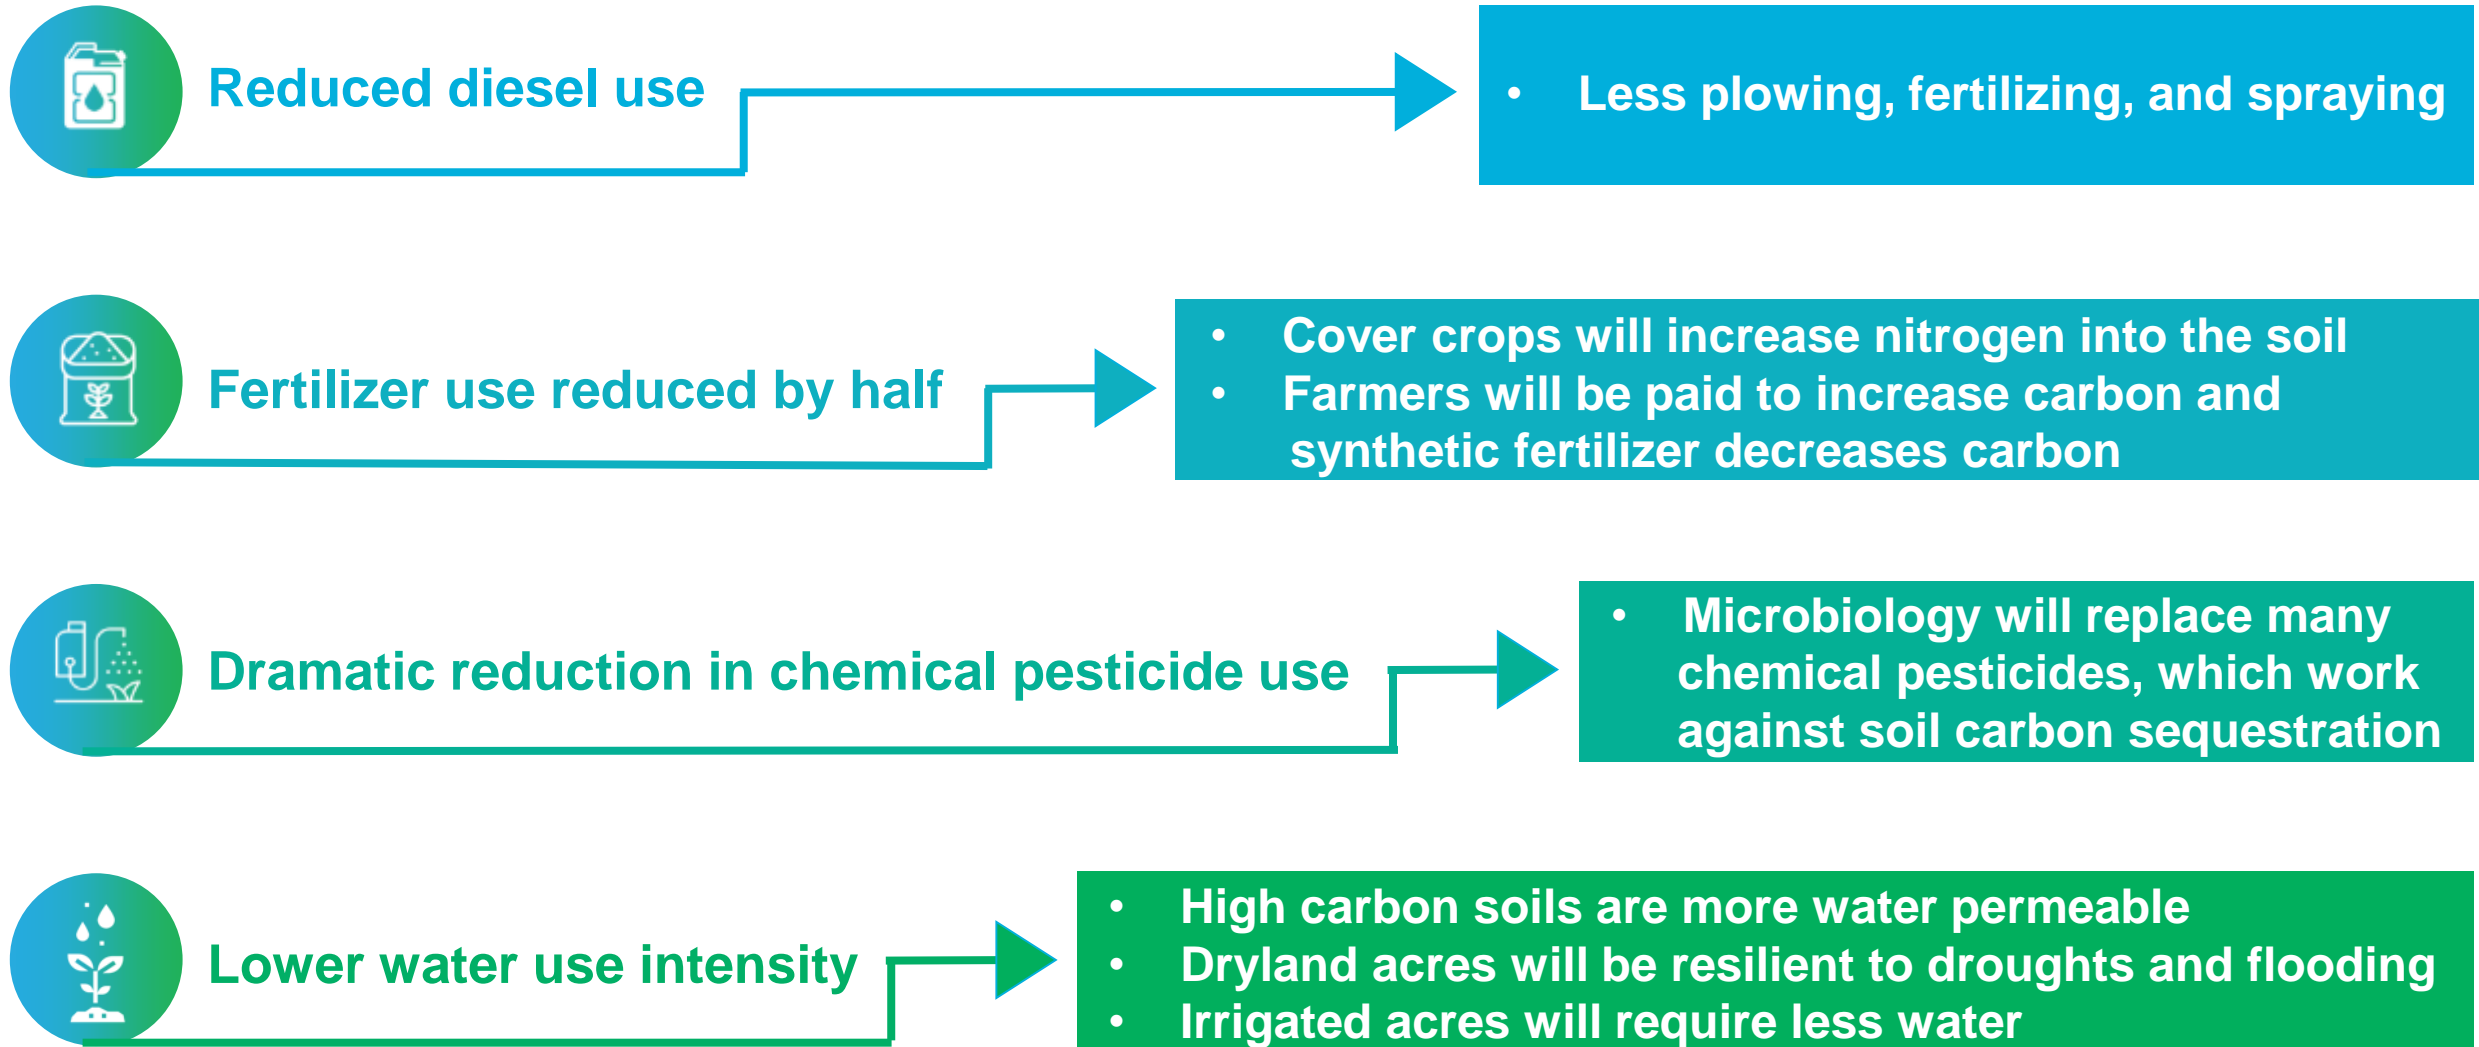 Reduced diesel use
• Less plowing, fertilizing, and spraying
Fertilizer use reduced by half
• Cover crops will increase nitrogen into the soil
• Farmers will be paid to increase carbon and
synthetic fertilizer decreases carbon
Dramatic reduction in chemical pesticide use
• Microbiology will replace many
chemical pesticides, which work
against soil carbon sequestration
Lower water use intensity
• High carbon soils are more water permeable
• Dryland acres will be resilient to droughts and flooding
• Irrigated acres will require less water